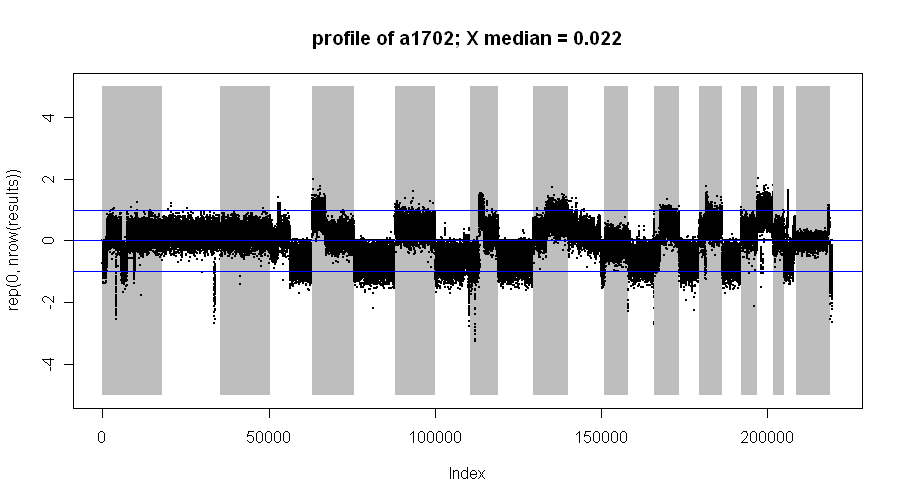 profile of a1702; X median = 0.022
rep(0, nrow(results))
4
2
0
-2
-4
0 50000 100000 150000 200000
Index